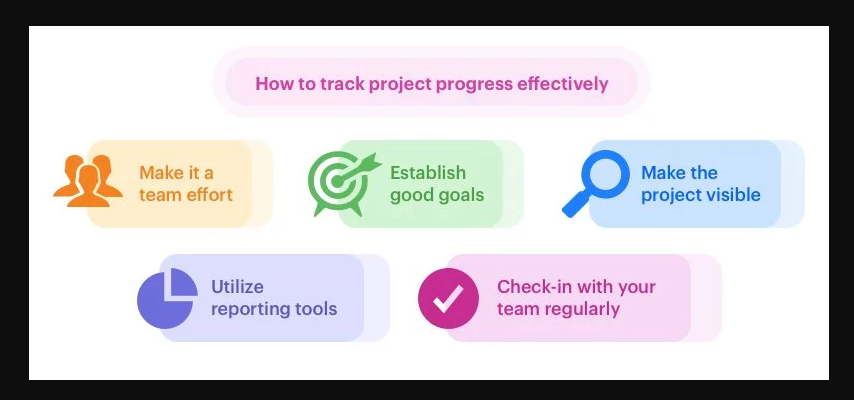 How to track project progress effectively
Make it a
team effort
Establish
good goals
Make the
project visible
Utilize
reporting tools
Check-in with your
team regularly